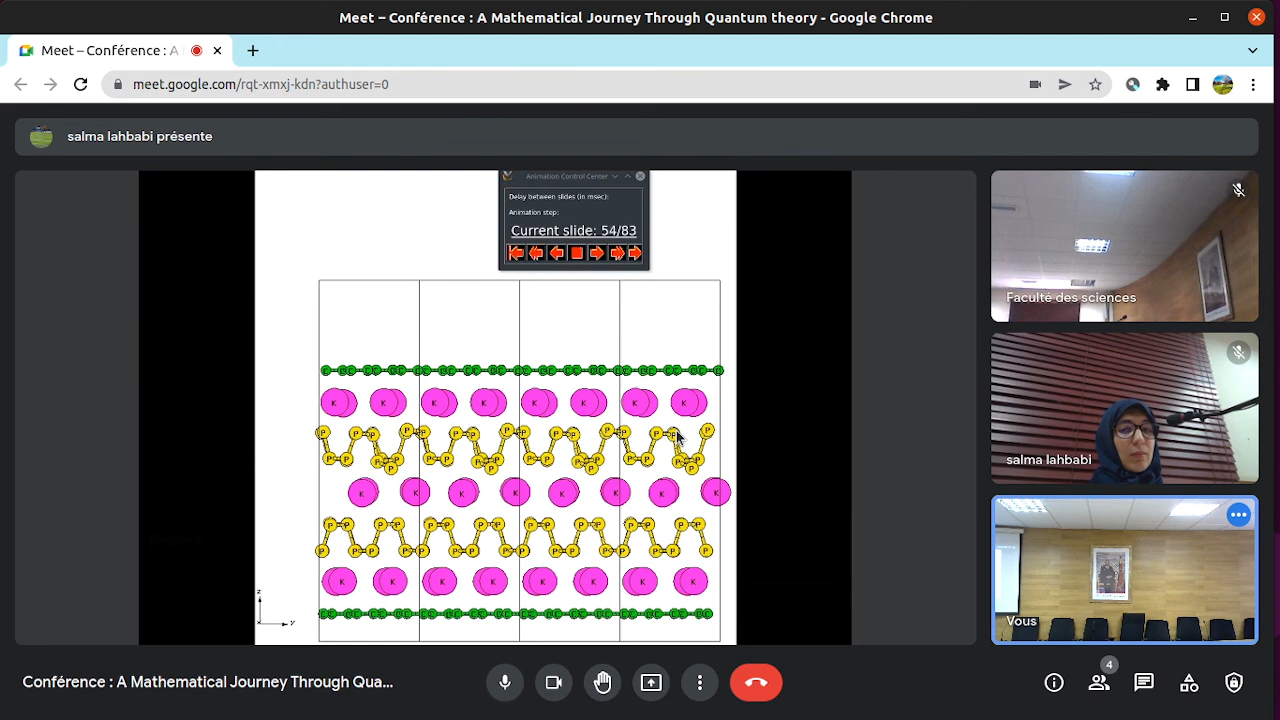 Meet – Conférence : A Mathematical Journey Through Quantum theory - Google Chrome
Meet – Conférence : A
meet.google.com/rqt-xmxj-kdn?authuser=0
salma lahbabi présente
Animation Control Center
Delay between slides (in msec):
Animation step:
Current slide: 54/83
K K K K K K K K
K K K K K K K K
K K K K K K K K
z
Y
Faculté des sciences
salma lahbabi
Vous
Conférence : A Mathematical Journey Through Qua...
4